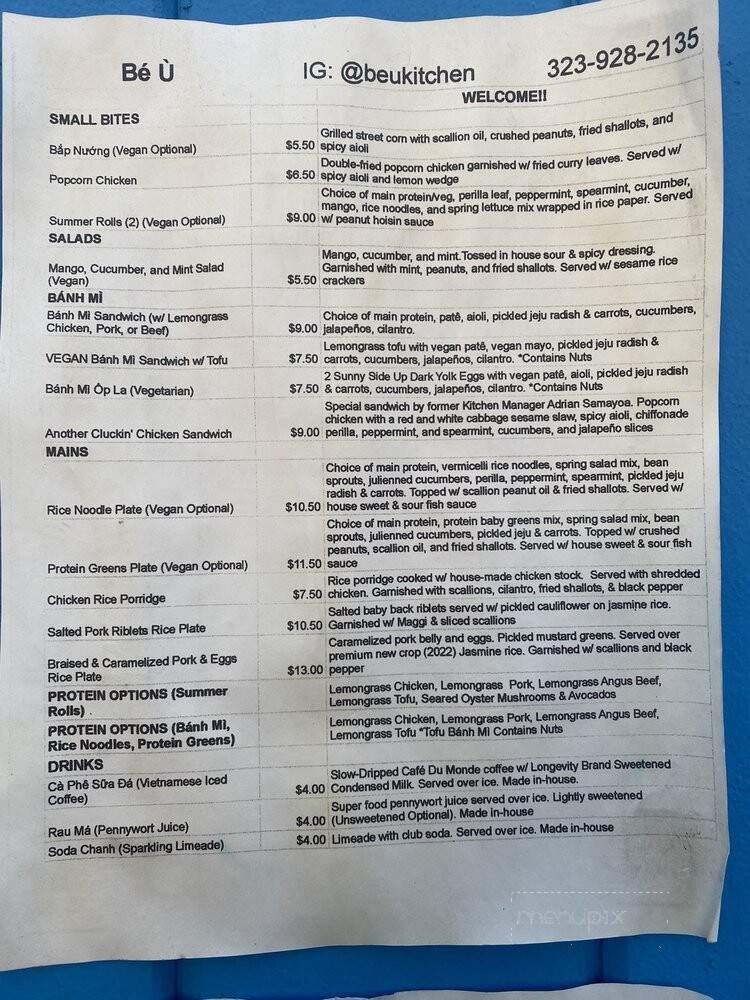 Bé Ù IG: @beukitchen 323-928-2135
WELCOME!!
SMALL BITES
Bắp Nướng (Vegan Optional) $5.50 Grilled street corn with scallion oil, crushed peanuts, fried shallots, and
spicy aioli
Popcorn Chicken $6.50 Double-fried popcorn chicken garnished w/ fried curry leaves. Served w/
spicy aioli and lemon wedge
Summer Rolls (2) (Vegan Optional) $9.00 Choice of main protein/veg, perilla leaf, peppermint, spearmint, cucumber,
mango, rice noodles, and spring lettuce mix wrapped in rice paper. Served
w/ peanut hoisin sauce
SALADS
Mango, Cucumber, and Mint Salad
(Vegan) $5.50 Mango, cucumber, and mint.Tossed in house sour & spicy dressing.
Garnished with mint, peanuts, and fried shallots. Served w/ sesame rice
crackers
BÁNH MÌ
Bánh Mì Sandwich (w/ Lemongrass
Chicken, Pork, or Beef) $9.00 Choice of main protein, patê, aioli, pickled jeju radish & carrots, cucumbers,
jalapeños, cilantro.
VEGAN Bánh Mì Sandwich w/ Tofu $7.50 Lemongrass tofu with vegan patê, vegan mayo, pickled jeju radish &
carrots, cucumbers, jalapeños, cilantro. *Contains Nuts
Bánh Mì Ốp La (Vegetarian) $7.50 2 Sunny Side Up Dark Yolk Eggs with vegan patê, aioli, pickled jeju radish
& carrots, cucumbers, jalapeños, cilantro. *Contains Nuts
Another Cluckin' Chicken Sandwich $9.00 Special sandwich by former Kitchen Manager Adrian Samayoa. Popcorn
chicken with a red and white cabbage sesame slaw, spicy aioli, chiffonade
perilla, peppermint, and spearmint, cucumbers, and jalapeño slices
MAINS
Rice Noodle Plate (Vegan Optional) $10.50 Choice of main protein, vermicelli rice noodles, spring salad mix, bean
sprouts, julienned cucumbers, perilla, peppermint, spearmint, pickled jeju
radish & carrots. Topped w/ scallion peanut oil & fried shallots. Served w/
house sweet & sour fish sauce
Protein Greens Plate (Vegan Optional) $11.50 Choice of main protein, protein baby greens mix, spring salad mix, bean
sprouts, julienned cucumbers, pickled jeju & carrots. Topped w/ crushed
peanuts, scallion oil, and fried shallots. Served w/ house sweet & sour fish
sauce
Chicken Rice Porridge $7.50 Rice porridge cooked w/ house-made chicken stock. Served with shredded
chicken. Garnished with scallions, cilantro, fried shallots, & black pepper
Salted Pork Riblets Rice Plate $10.50 Salted baby back riblets served w/ pickled cauliflower on jasmine rice.
Garnished w/ Maggi & sliced scallions
Braised & Caramelized Pork & Eggs
Rice Plate $13.00 Caramelized pork belly and eggs. Pickled mustard greens. Served over
premium new crop (2022) Jasmine rice. Garnished w/ scallions and black
pepper
PROTEIN OPTIONS (Summer
Rolls) Lemongrass Chicken, Lemongrass Pork, Lemongrass Angus Beef,
Lemongrass Tofu, Seared Oyster Mushrooms & Avocados
PROTEIN OPTIONS (Bánh Mì,
Rice Noodles, Protein Greens) Lemongrass Chicken, Lemongrass Pork, Lemongrass Angus Beef,
Lemongrass Tofu *Tofu Bánh Mì Contains Nuts
DRINKS
Cà Phê Sữa Đá (Vietnamese Iced
Coffee) $4.00 Slow-Dripped Café Du Monde coffee w/ Longevity Brand Sweetened
Condensed Milk. Served over ice. Made in-house.
Rau Má (Pennywort Juice) $4.00 Super food pennywort juice served over ice. Lightly sweetened
(Unsweetened Optional). Made in-house
Soda Chanh (Sparkling Limeade) $4.00 Limeade with club soda. Served over ice. Made in-house
menupix